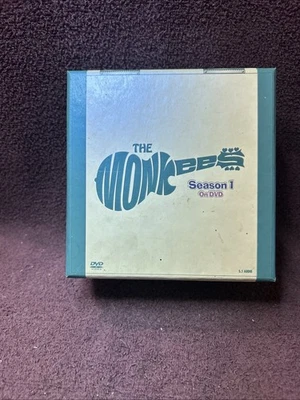 THE
MONKEES
Season 1
On DVD
DVD